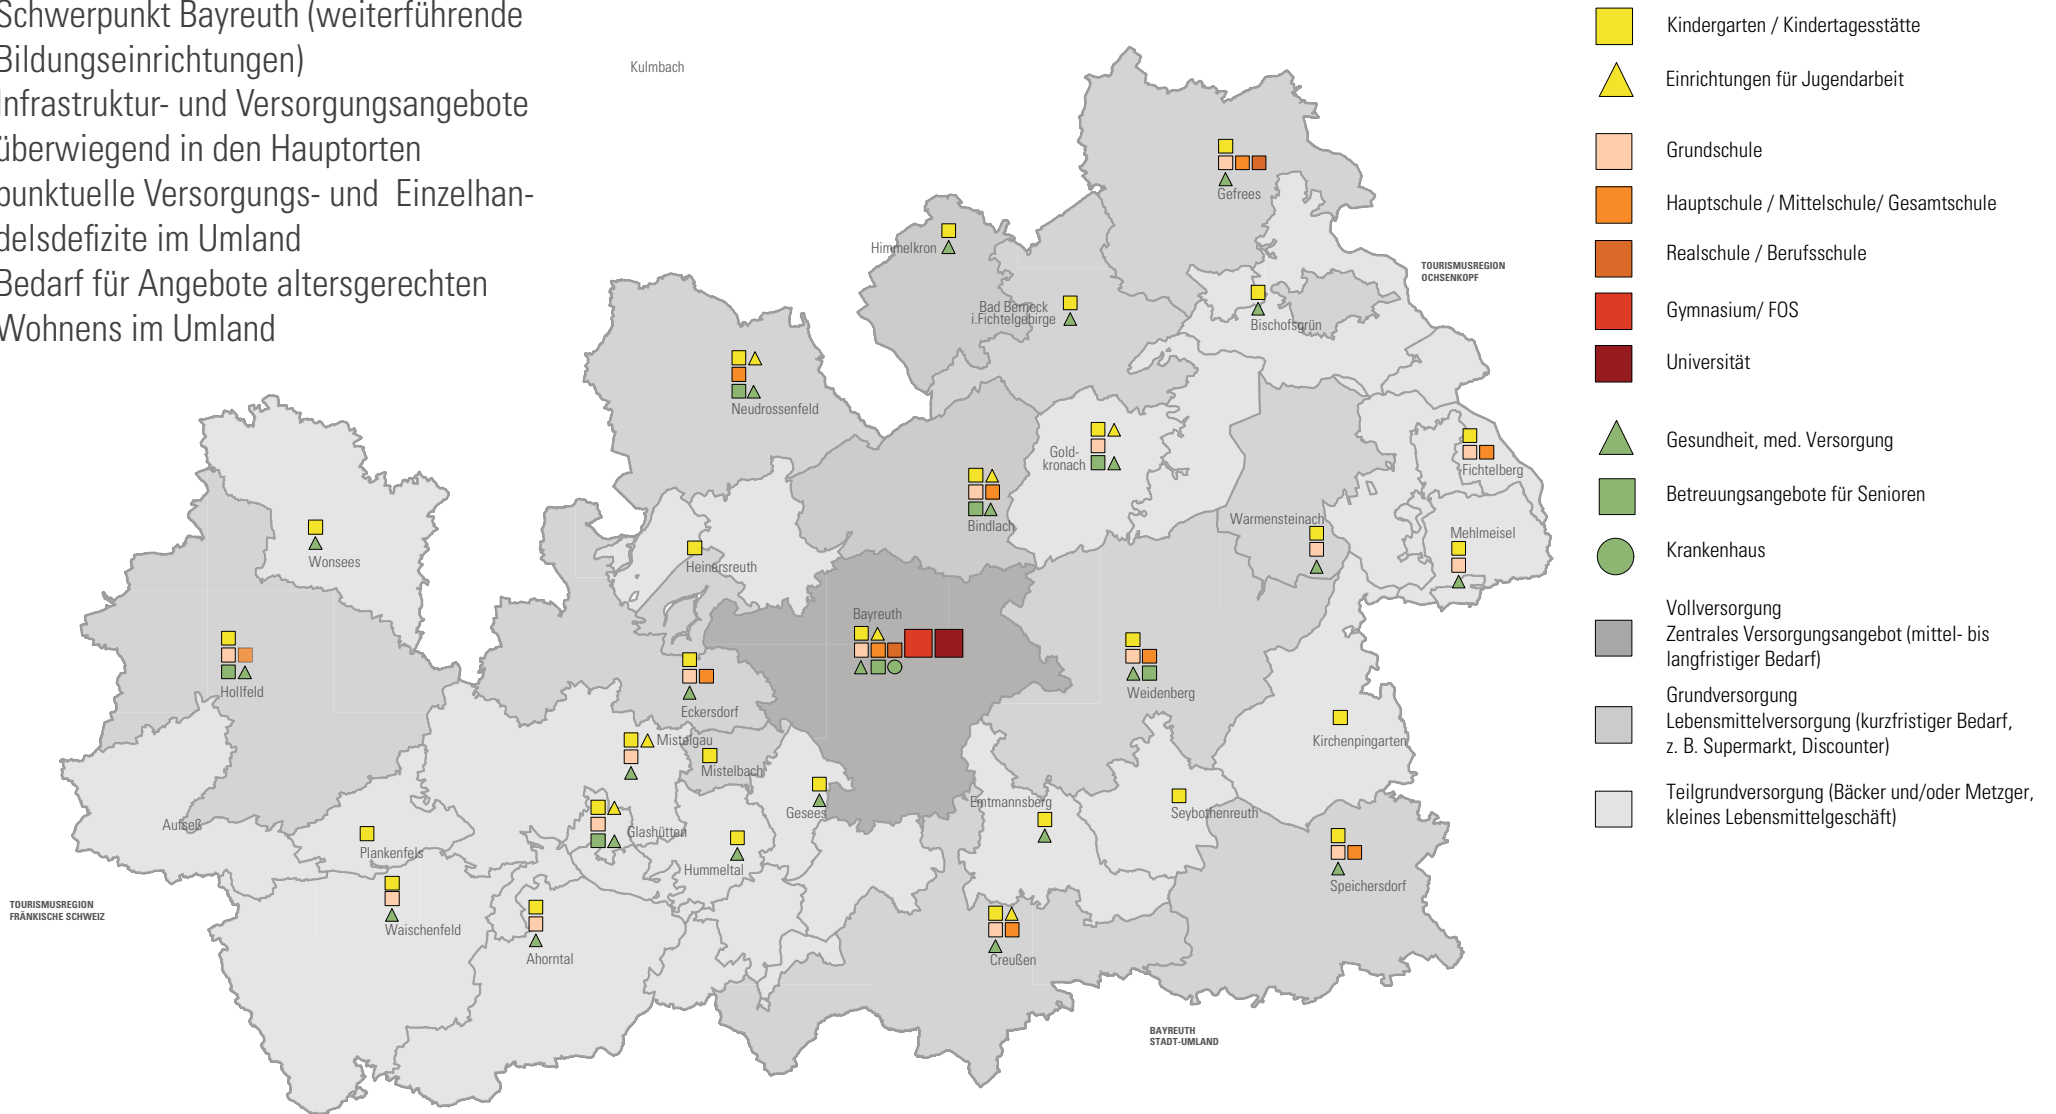 Schwerpunkt Bayreuth (weiterführende
Bildungseinrichtungen)
Infrastruktur- und Versorgungsangebote
überwiegend in den Hauptorten
punktuelle Versorgungs- und Einzelhan-
delsdefizite im Umland
Bedarf für Angebote altersgerechten
Wohnens im Umland
Kulmbach
Gefrees
Himmelkron
TOURISMUSREGION
OCHSENKOPF
Bad Berneck
i.Fichtelgebirge
Bischofsgrün
Neudrossenfeld
Gold-
kronach
Fichtelberg
Bindlach
Warmensteinach
Mehlmeisel
Wonsees
Heinersreuth
Bayreuth
Hollfeld
Weidenberg
Eckersdorf
Mistelgau
Kirchenpingarten
Mistelbach
Emtmannsberg
Gesees
Seybothenreuth
Aufseß
Glashütten
Plankenfels
Hummeltal
Speichersdorf
TOURISMUSREGION
FRÄNKISCHE SCHWEIZ
Waischenfeld
Ahorntal
Creußen
BAYREUTH
STADT-UMLAND
Kindergarten / Kindertagesstätte
Einrichtungen für Jugendarbeit
Grundschule
Hauptschule / Mittelschule/ Gesamtschule
Realschule / Berufsschule
Gymnasium/ FOS
Universität
Gesundheit, med. Versorgung
Betreuungsangebote für Senioren
Krankenhaus
Vollversorgung
Zentrales Versorgungsangebot (mittel- bis
langfristiger Bedarf)
Grundversorgung
Lebensmittelversorgung (kurzfristiger Bedarf,
z. B. Supermarkt, Discounter)
Teilgrundversorgung (Bäcker und/oder Metzger,
kleines Lebensmittelgeschäft)